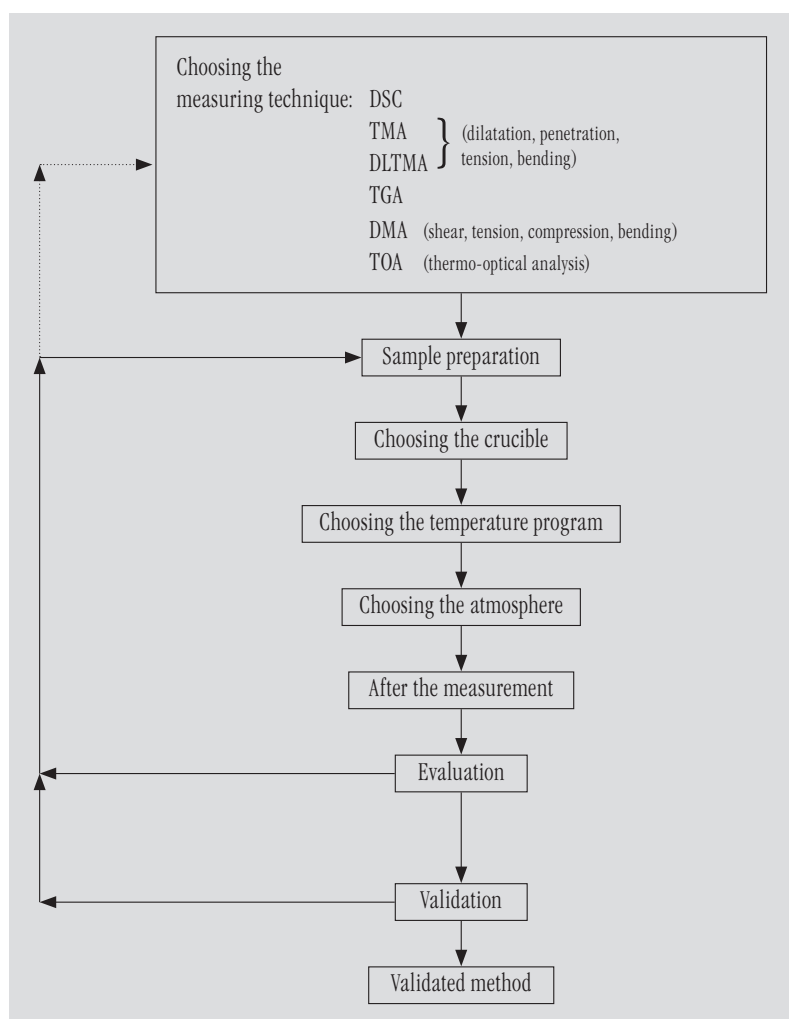 Choosing the
measuring technique: DSC
TMA
DLTMA
(dilatation, penetration,
tension, bending)
TGA
DMA (shear, tension, compression, bending)
TOA (thermo-optical analysis)
Sample preparation
Choosing the crucible
Choosing the temperature program
Choosing the atmosphere
After the measurement
Evaluation
Validation
Validated method